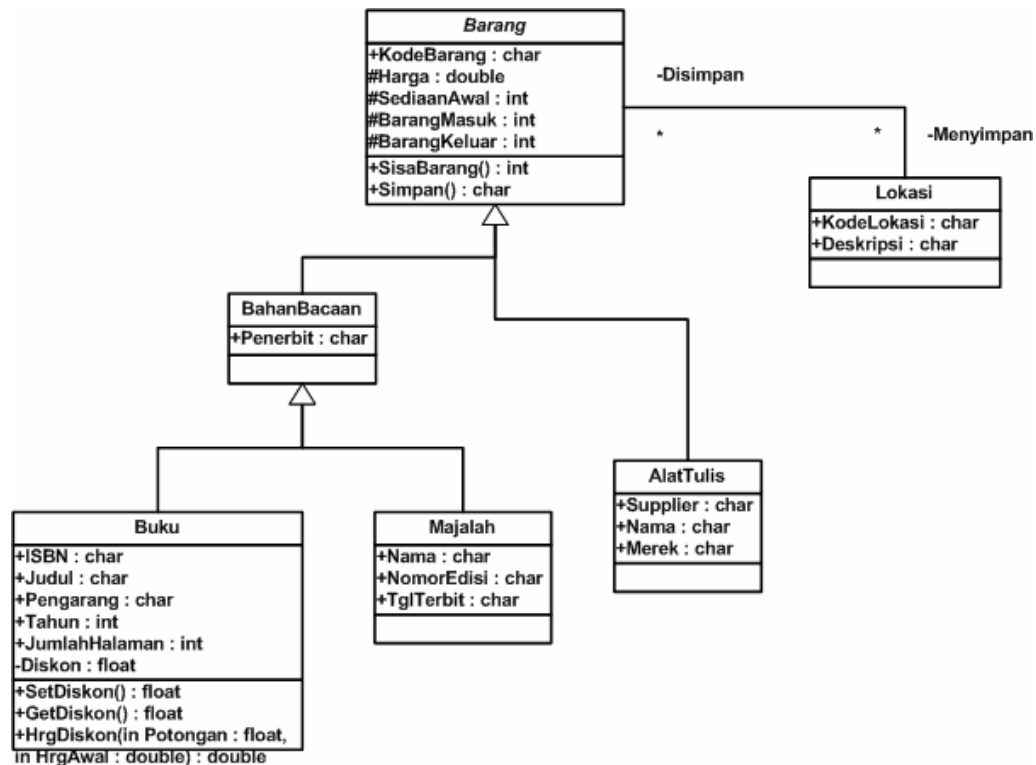 Barang
+KodeBarang : char
#Harga : double
#SediaanAwal : int
#BarangMasuk : int
#BarangKeluar : int
+SisaBarang() : int
+Simpan() : char
-Disimpan
*
*
-Menyimpan
Lokasi
+KodeLokasi : char
+Deskripsi : char
BahanBacaan
+Penerbit : char
AlatTulis
+Supplier : char
+Nama : char
+Merek : char
Buku
+ISBN : char
+Judul : char
+Pengarang : char
+Tahun : int
+JumlahHalaman : int
-Diskon : float
+SetDiskon() : float
+GetDiskon() : float
+HrgDiskon(in Potongan : float,
in HrgAwal : double) : double
Majalah
+Nama : char
+NomorEdisi : char
+TglTerbit : char